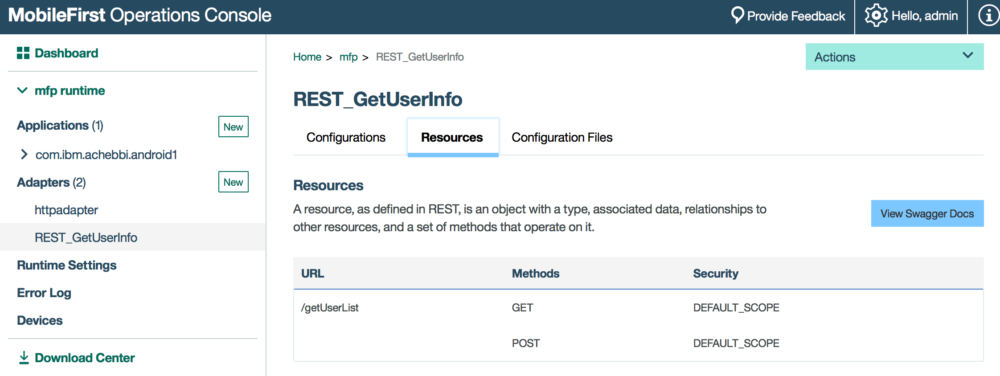 MobileFirst Operations Console
Provide Feedback
Hello, admin
Dashboard
mfp runtime
Applications (1)
New
com.ibm.achebbi.android1
Adapters (2)
New
httpadapter
REST_GetUserInfo
Runtime Settings
Error Log
Devices
Download Center
Home > mfp > REST_GetUserInfo
Actions
REST_GetUserInfo
Configurations Resources Configuration Files
Resources
A resource, as defined in REST, is an object with a type, associated data, relationships to
other resources, and a set of methods that operate on it.
View Swagger Docs
URL Methods Security
/getUserList GET DEFAULT_SCOPE
POST DEFAULT_SCOPE